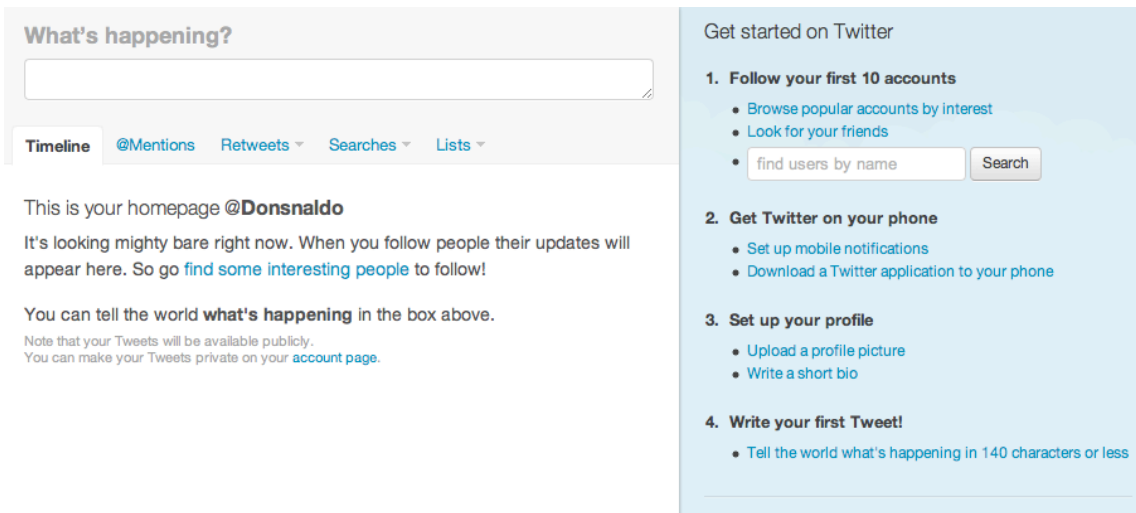 What's happening?
Timeline @Mentions Retweets Searches Lists
This is your homepage @Donsnaldo
It's looking mighty bare right now. When you follow people their updates will
appear here. So go find some interesting people to follow!
You can tell the world what's happening in the box above.
Note that your Tweets will be available publicly.
You can make your Tweets private on your account page.
Get started on Twitter
1. Follow your first 10 accounts
• Browse popular accounts by interest
• Look for your friends
• find users by name Search
2. Get Twitter on your phone
• Set up mobile notifications
• Download a Twitter application to your phone
3. Set up your profile
• Upload a profile picture
• Write a short bio
4. Write your first Tweet!
• Tell the world what's happening in 140 characters or less